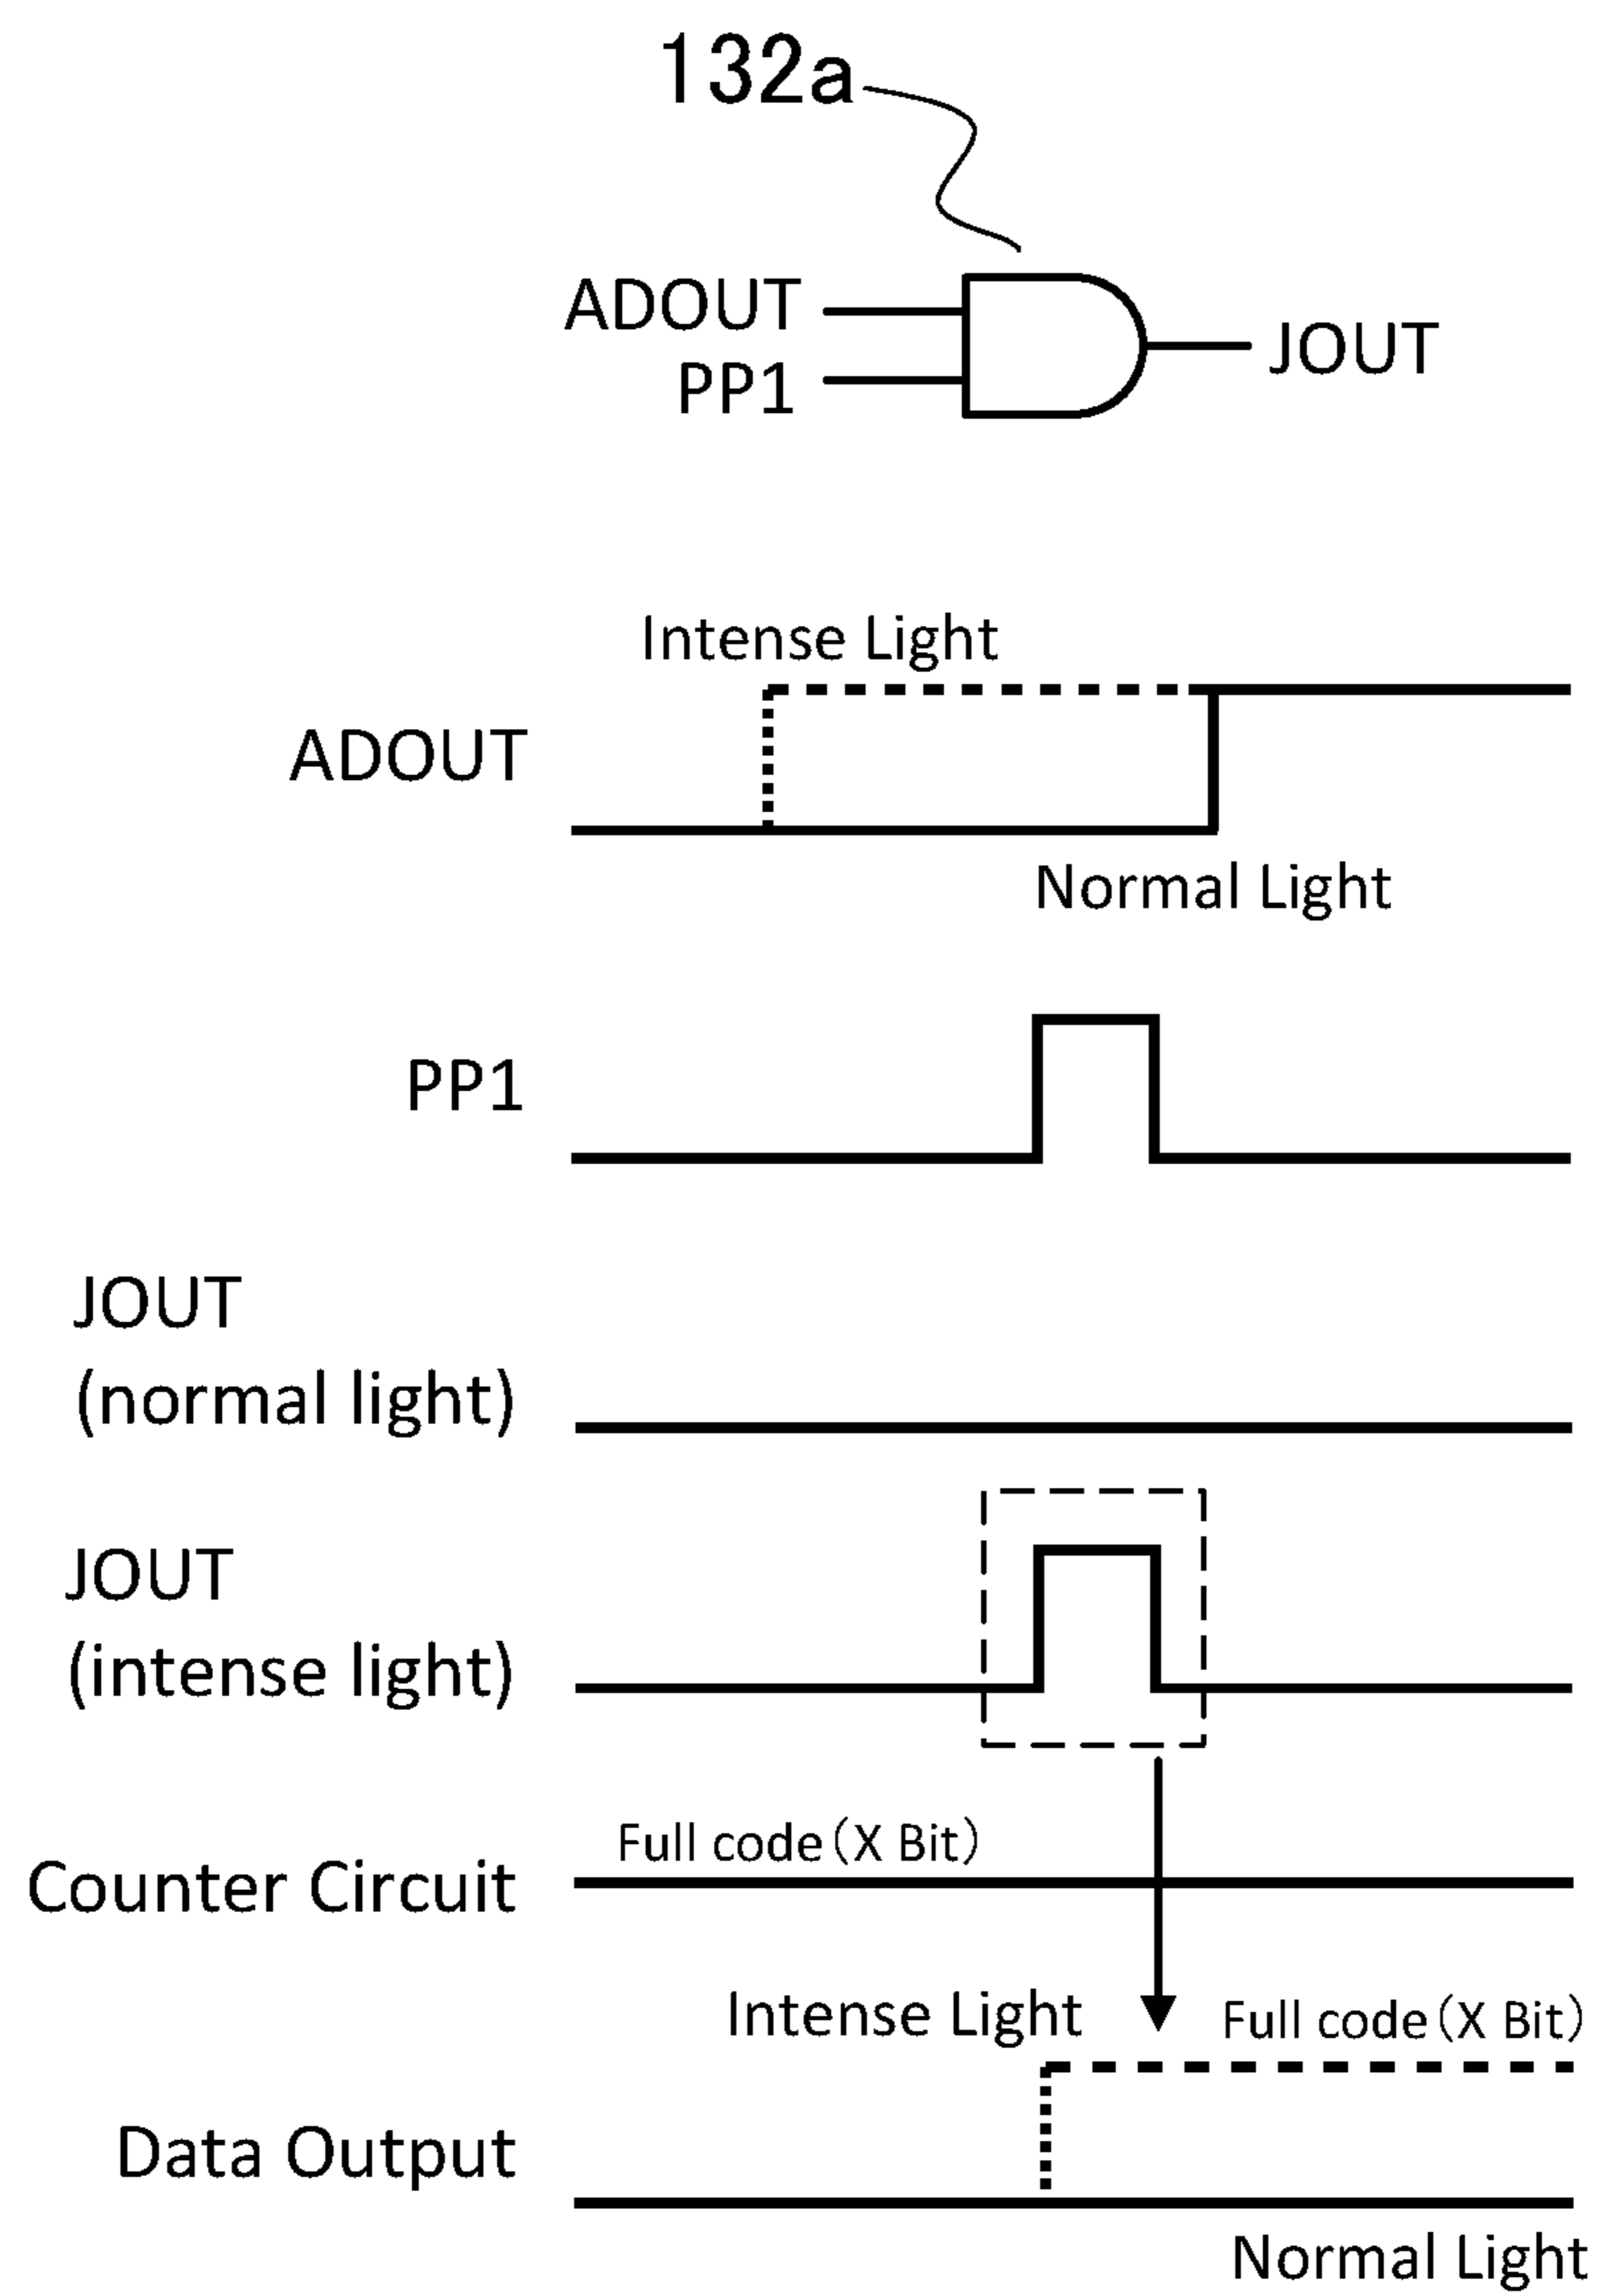 132a
ADOUT
PP1
JOUT
Intense Light
ADOUT
Normal Light
PP1
JOUT
(normal light)
JOUT
(intense light)
Full code(X Bit)
Counter Circuit
Intense Light
Full code(X Bit)
Data Output
Normal Light